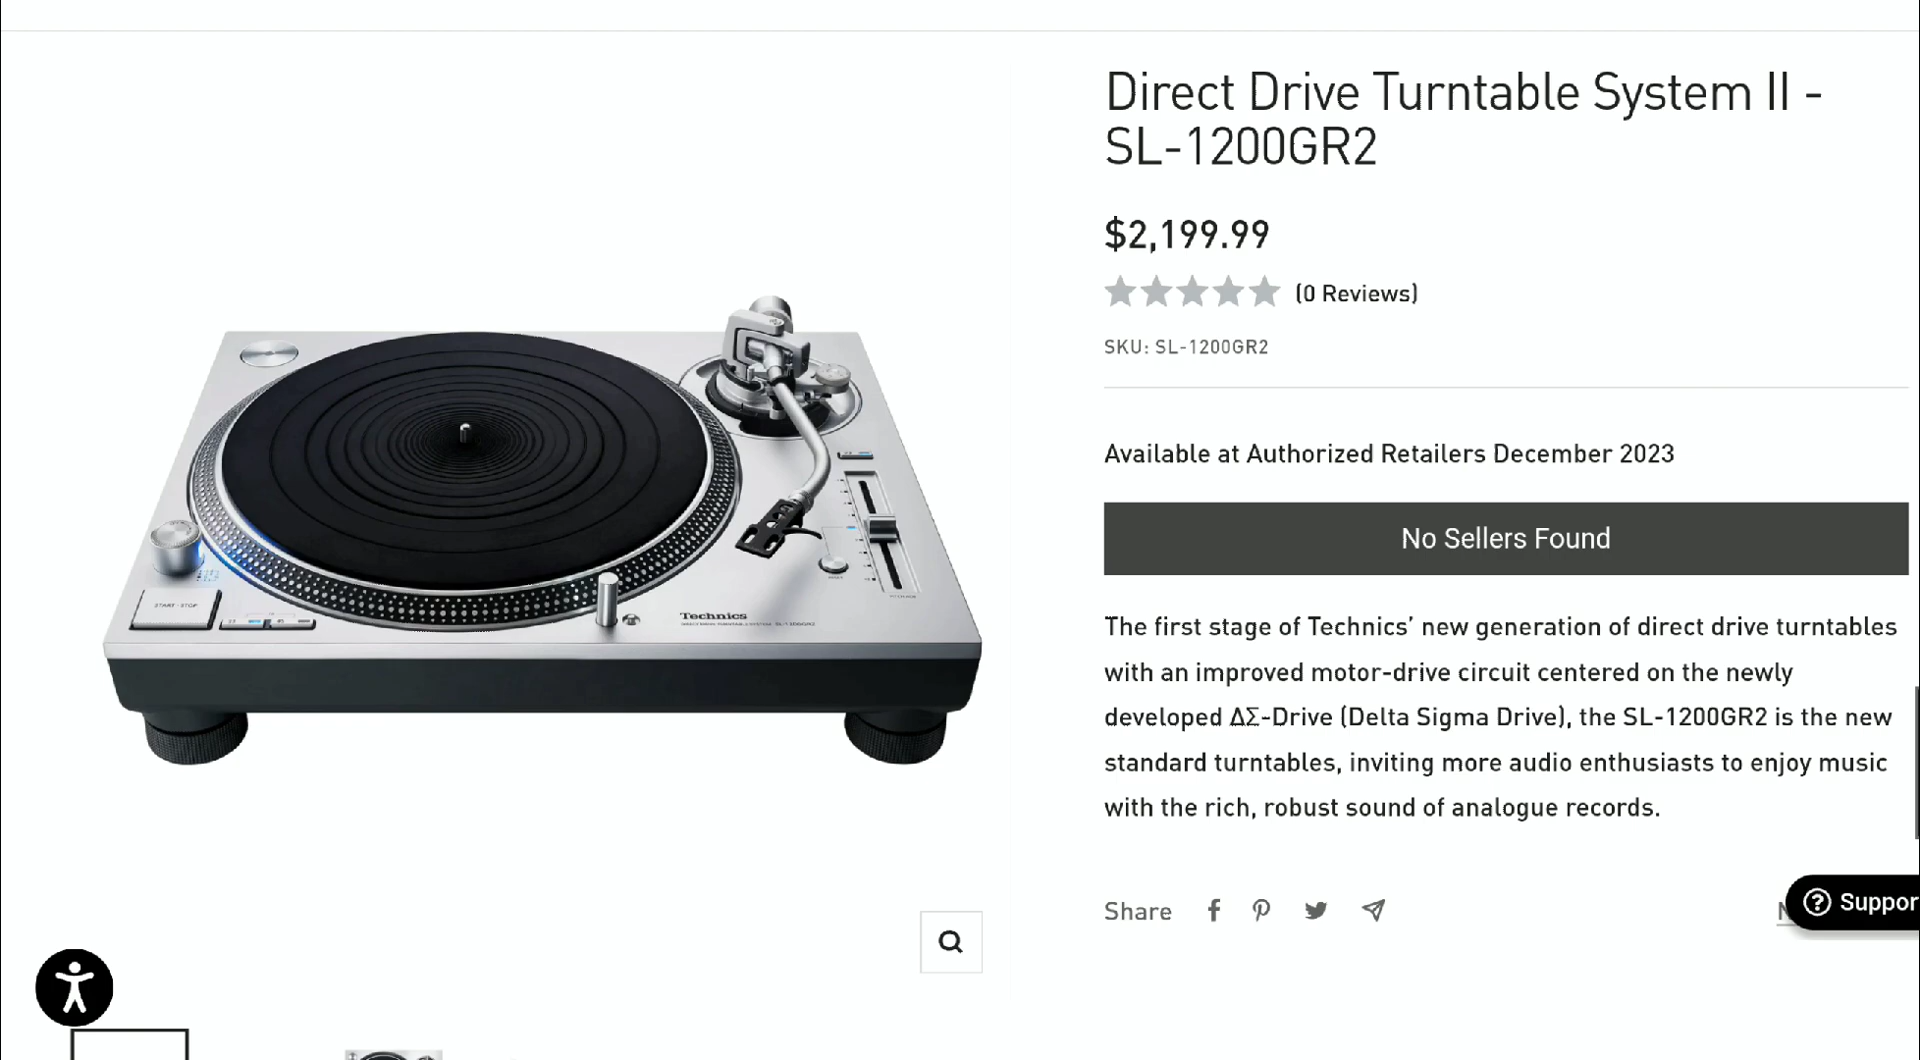 Direct Drive Turntable System II -
SL-1200GR2
$2,199.99
(0 Reviews)
SKU: SL-1200GR2
Available at Authorized Retailers December 2023
No Sellers Found
The first stage of Technics’ new generation of direct drive turntables
with an improved motor-drive circuit centered on the newly
developed ΔΣ-Drive (Delta Sigma Drive), the SL-1200GR2 is the new
standard turntables, inviting more audio enthusiasts to enjoy music
with the rich, robust sound of analogue records.
Share
Suppor
START · STOP
Technics